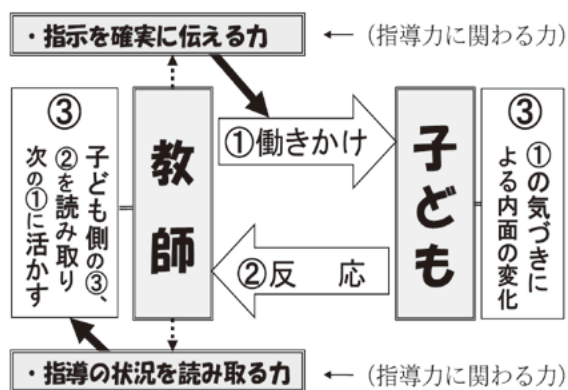 ・指示を確実に伝える力
← (指導力に関わる力)
③
子ども側の③、
②を読み取り
次の①に活かす
教師
①働きかけ
②反　応
子ども
③
①の気づきに
よる内面の変化
・指導の状況を読み取る力
← (指導力に関わる力)